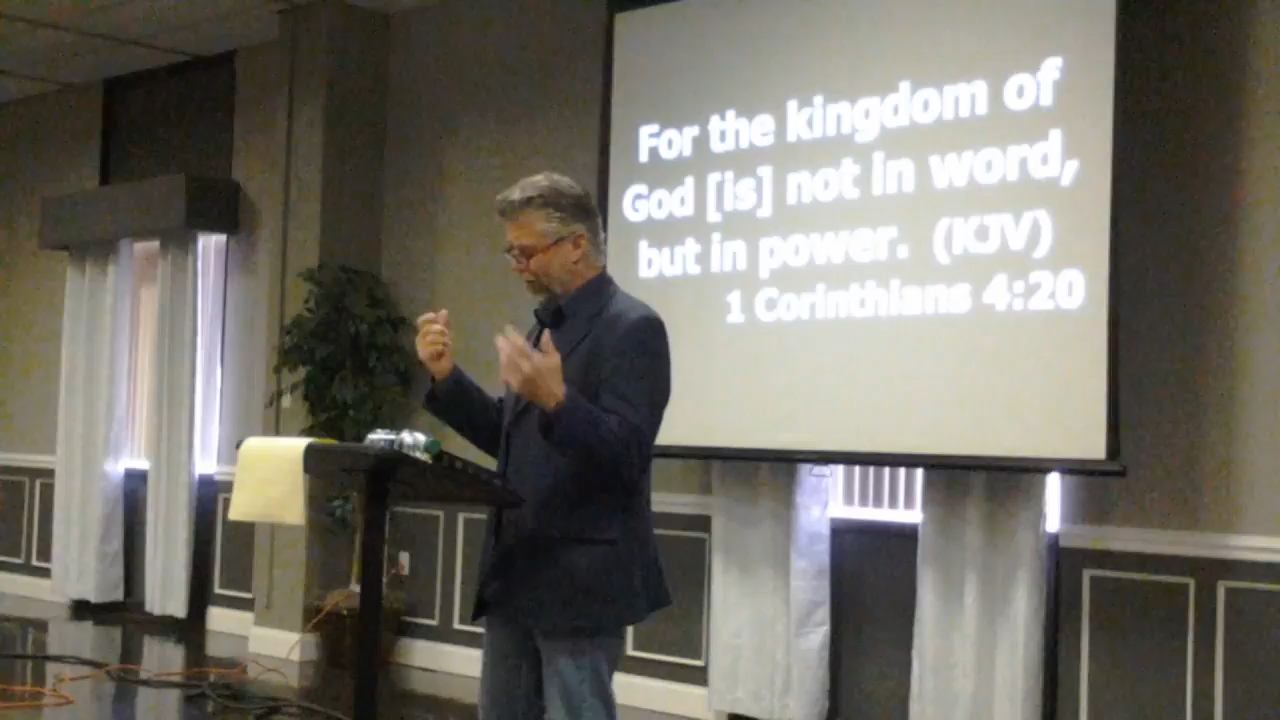 For the kingdom of
God [is] not in word,
but in power. (KJV)
1 Corinthians 4:20